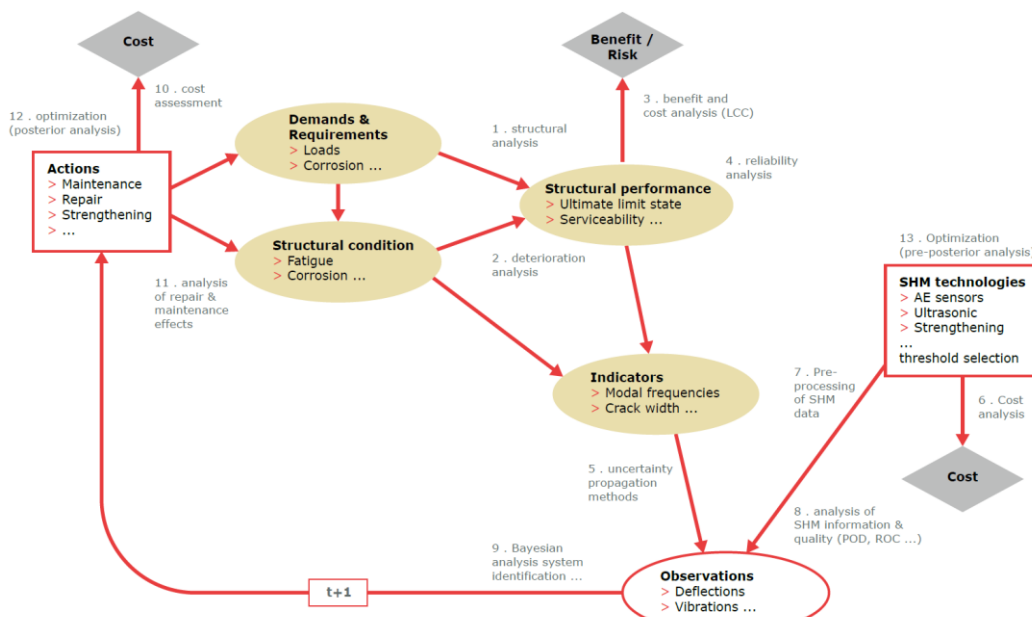 Cost
Benefit /
Risk
10 . cost
assessment
12 . optimization
(posterior analysis)
3 . benefit and
cost analysis (LCC)
Demands &
Requirements
> Loads
> Corrosion ...
1 . structural
analysis
4 . reliability
analysis
Actions
> Maintenance
> Repair
> Strengthening
> ...
Structural performance
> Ultimate limit state
> Serviceability ...
Structural condition
> Fatigue
> Corrosion ...
2 . deterioration
analysis
11 . analysis
of repair &
maintenance
effects
13 . Optimization
(pre-posterior analysis)
SHM technologies
> AE sensors
> Ultrasonic
> Strengthening
...
threshold selection
Indicators
> Modal frequencies
> Crack width ...
7 . Pre-
processing
of SHM
data
6 . Cost
analysis
Cost
5 . uncertainty
propagation
methods
8 . analysis of
SHM information &
quality (POD, ROC ...)
9 . Bayesian
analysis system
identification ...
t+1
Observations
> Deflections
> Vibrations ...